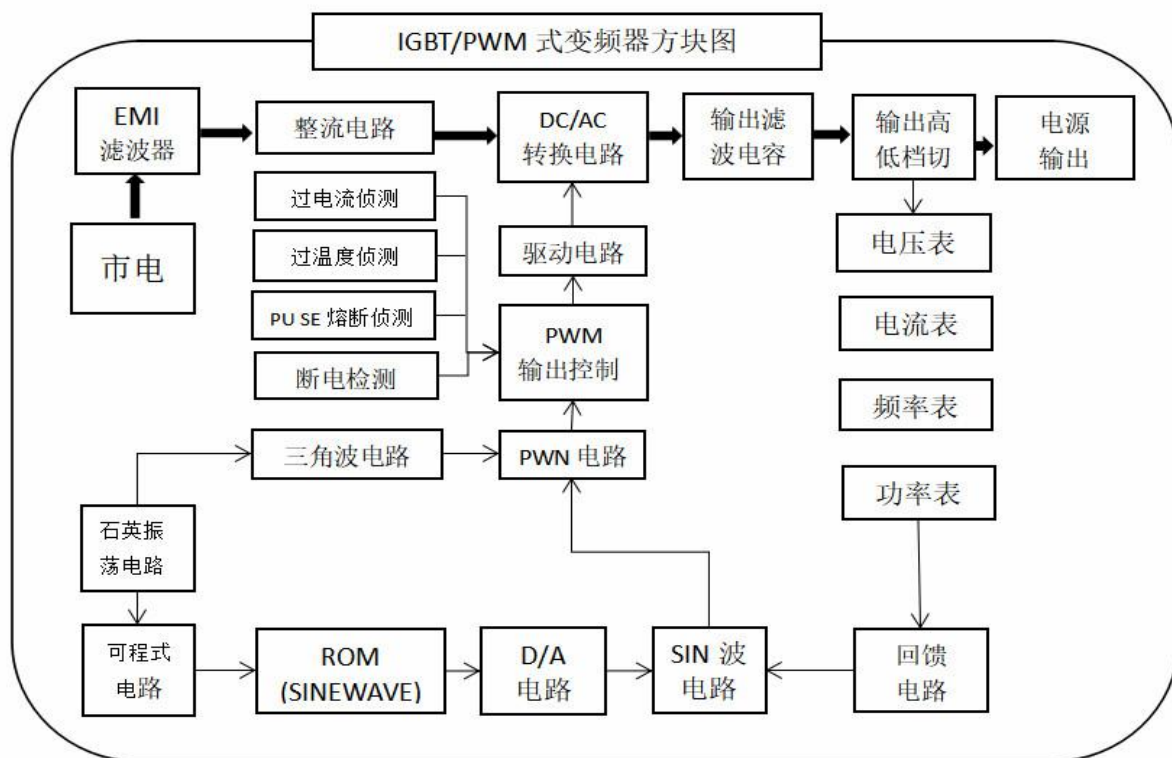 IGBT/PWM 式变频器方块图
EMI
滤波器
整流电路
DC/AC
转换电路
输出滤
波电容
输出高
低档切
电源
输出
市电
过电流侦测
过温度侦测
PU SE 熔断侦测
断电检测
驱动电路
PWM
输出控制
电压表
电流表
频率表
功率表
三角波电路
PWN 电路
石英振
荡电路
可程式
电路
ROM
(SINEWAVE)
D/A
电路
SIN 波
电路
回馈
电路